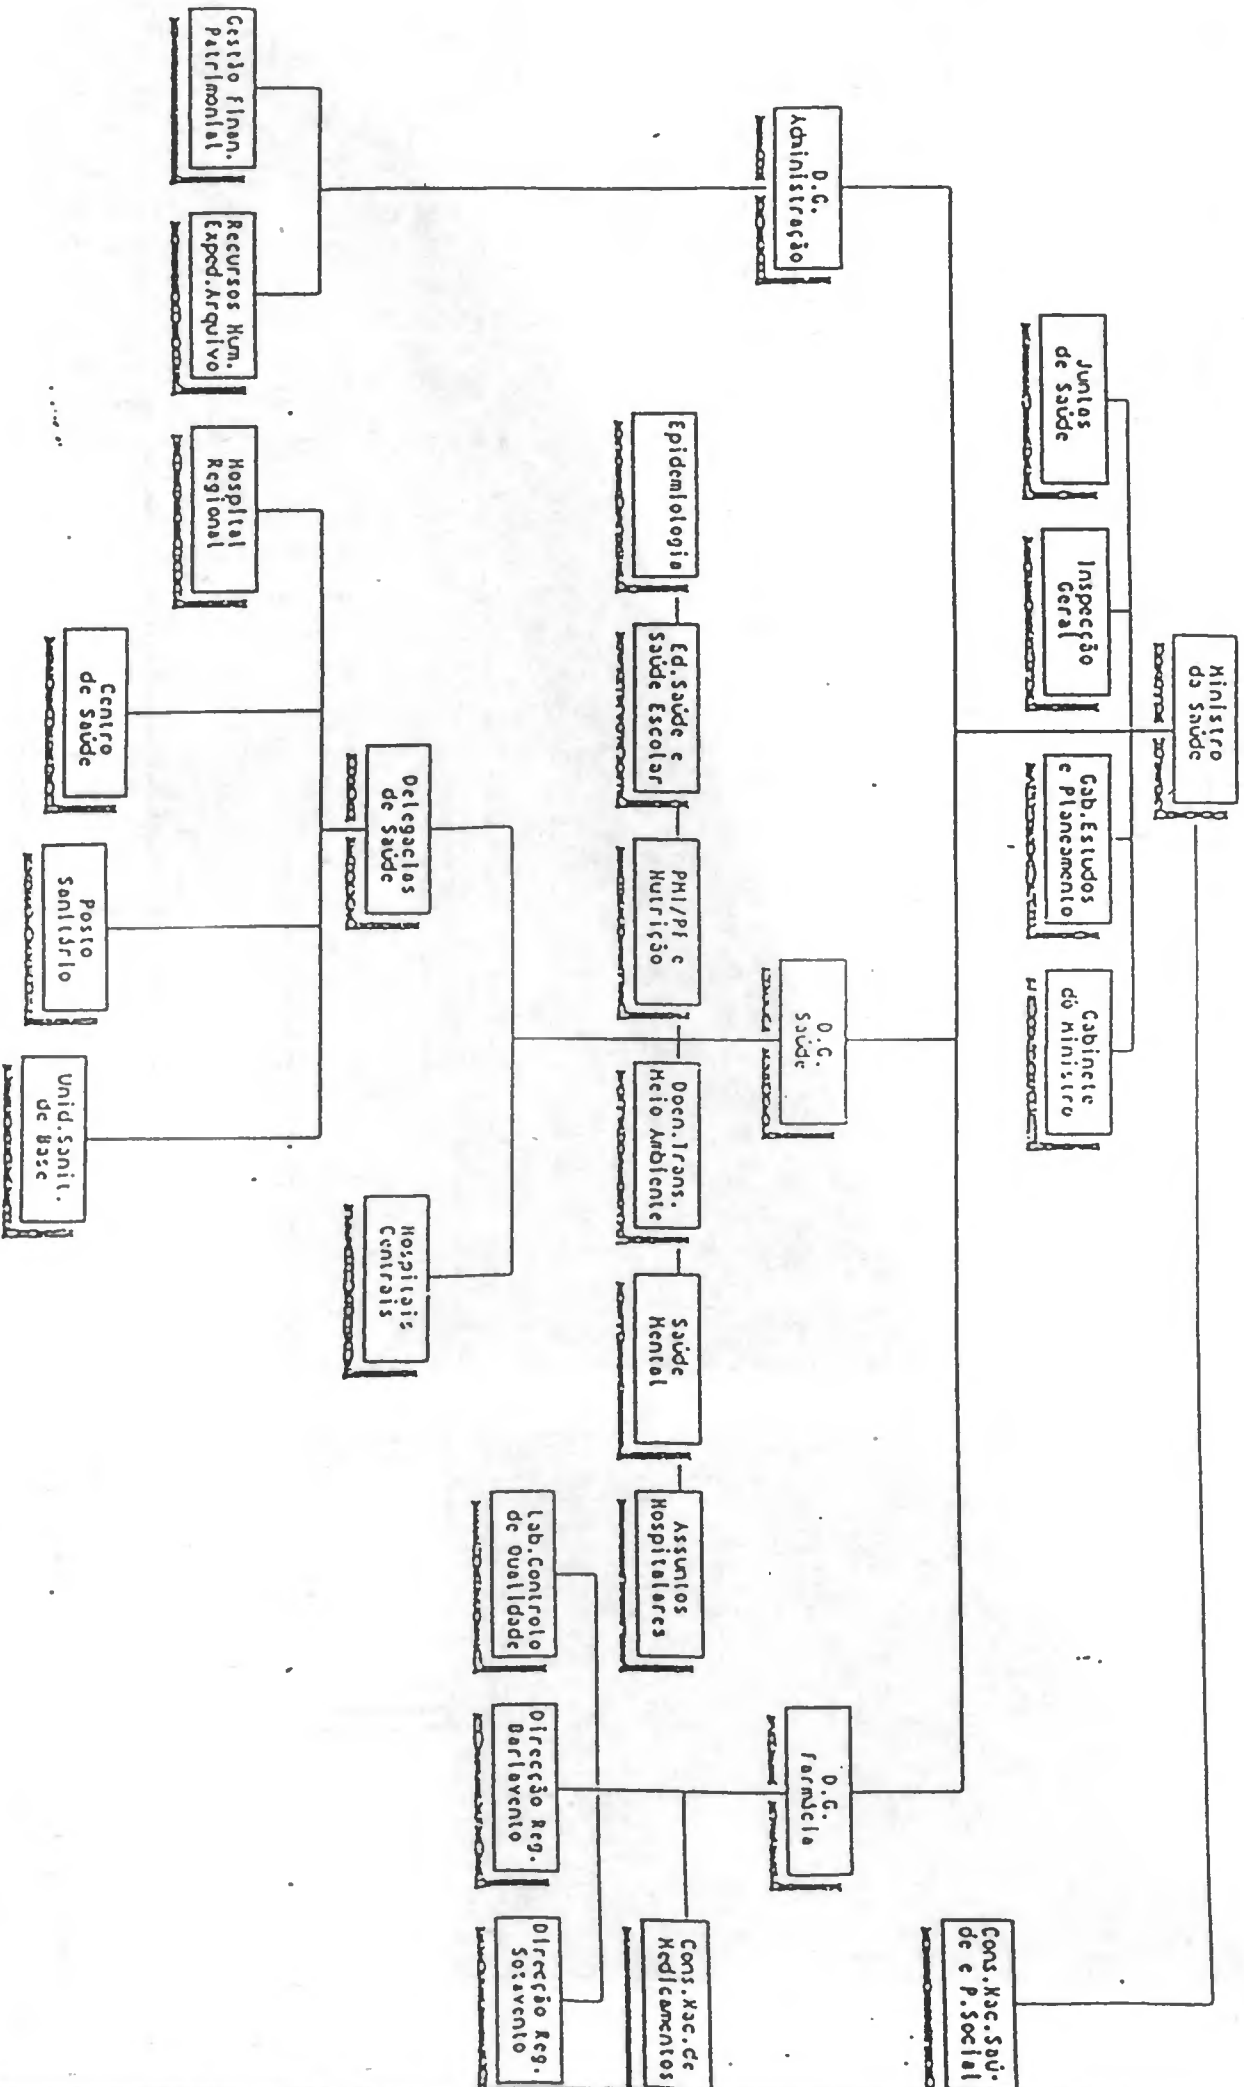 Ministro
da Saúde
Juntas
de Saúde
Inspecção
Geral
Gab.Estudos
e Planeamento
Gabinete
do Ministro
Cons.Nac.Saú-
de e P.Social
D.G.
Administração
D.G.
Saúde
D.G.
Farmácia
Epidemiologia
Ed.Saúde e
Saúde Escolar
PMI/PF e
Nutrição
Doen.Trans.
Meio Ambiente
Saúde
Mental
Assuntos
Hospitalares
Cons.Nac.de
Medicamentos
Lab.Controlo
de Qualidade
Direcção Reg.
Barlavento
Direcção Reg.
Sotavento
Delegacias
de Saúde
Hospitais
Centrais
Gestão Finan.
Patrimonial
Recursos Hum.
Exped.Arquivo
Hospital
Regional
Centro
de Saúde
Posto
Sanitário
Unid.Sanit.
de Base